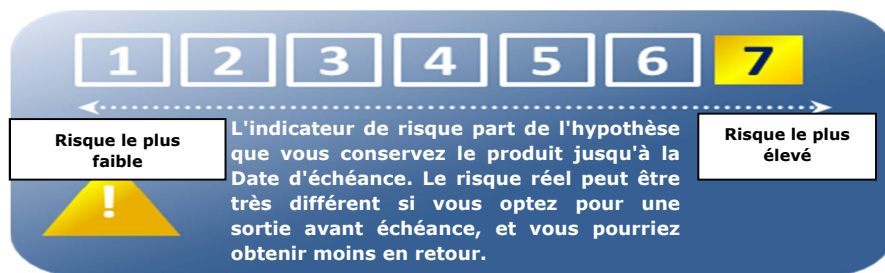 1 2 3 4 5 6 7
Risque le plus
faible
L'indicateur de risque part de l'hypothèse
que vous conservez le produit jusqu'à la
Date d'échéance. Le risque réel peut être
très différent si vous optez pour une
sortie avant échéance, et vous pourriez
obtenir moins en retour.
Risque le plus
élevé
!